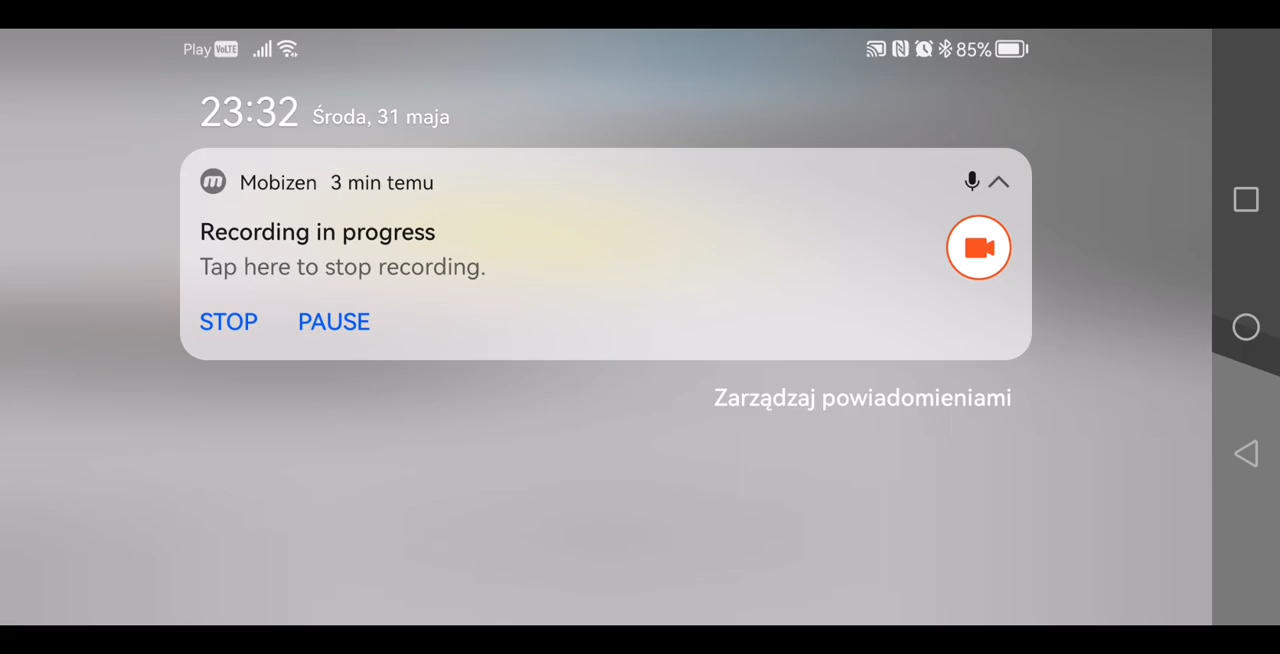 Play VoLTE 85%
23:32 Środa, 31 maja
Mobizen 3 min temu
Recording in progress
Tap here to stop recording.
STOP PAUSE
Zarządzaj powiadomieniami